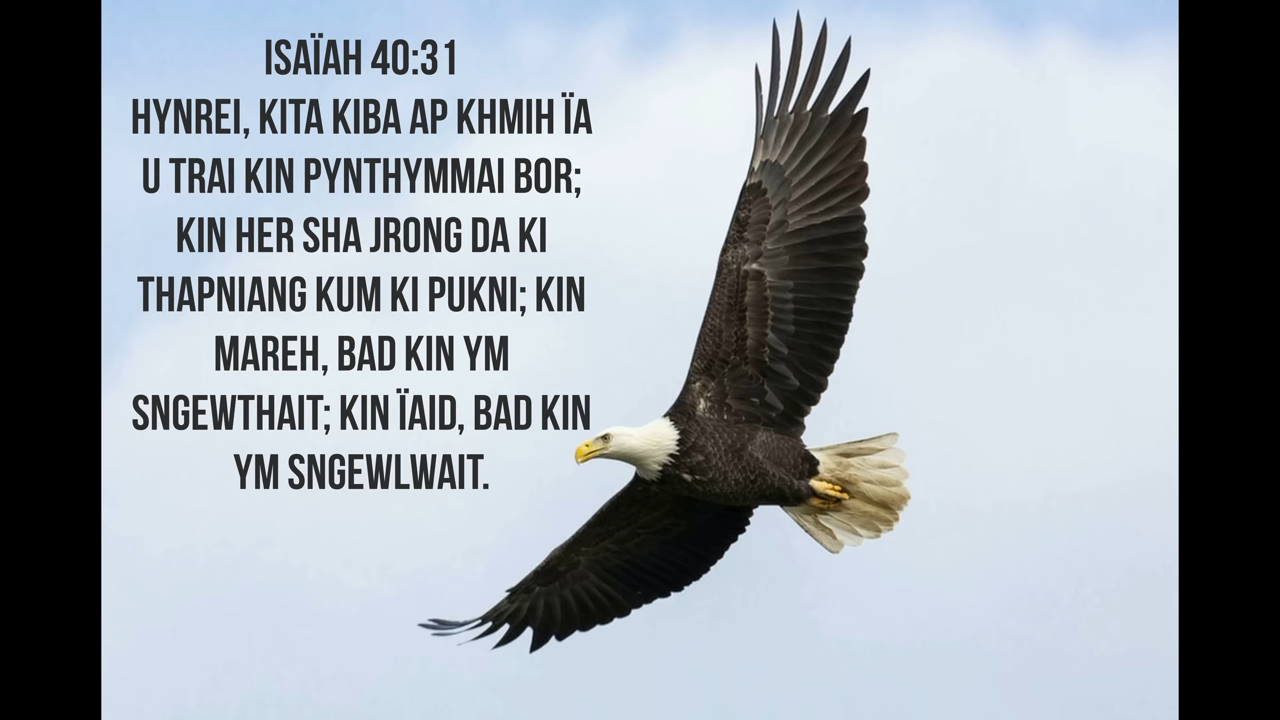 ISAÏAH 40:31
HYNREI, KITA KIBA AP KHMIH ÏA
U TRAI KIN PYNTHYMMAI BOR;
KIN HER SHA JRONG DA KI
THAPNIANG KUM KI PUKNI; KIN
MAREH, BAD KIN YM
SNGEWTHAIT; KIN ÏAID, BAD KIN
YM SNGEWLWAIT.